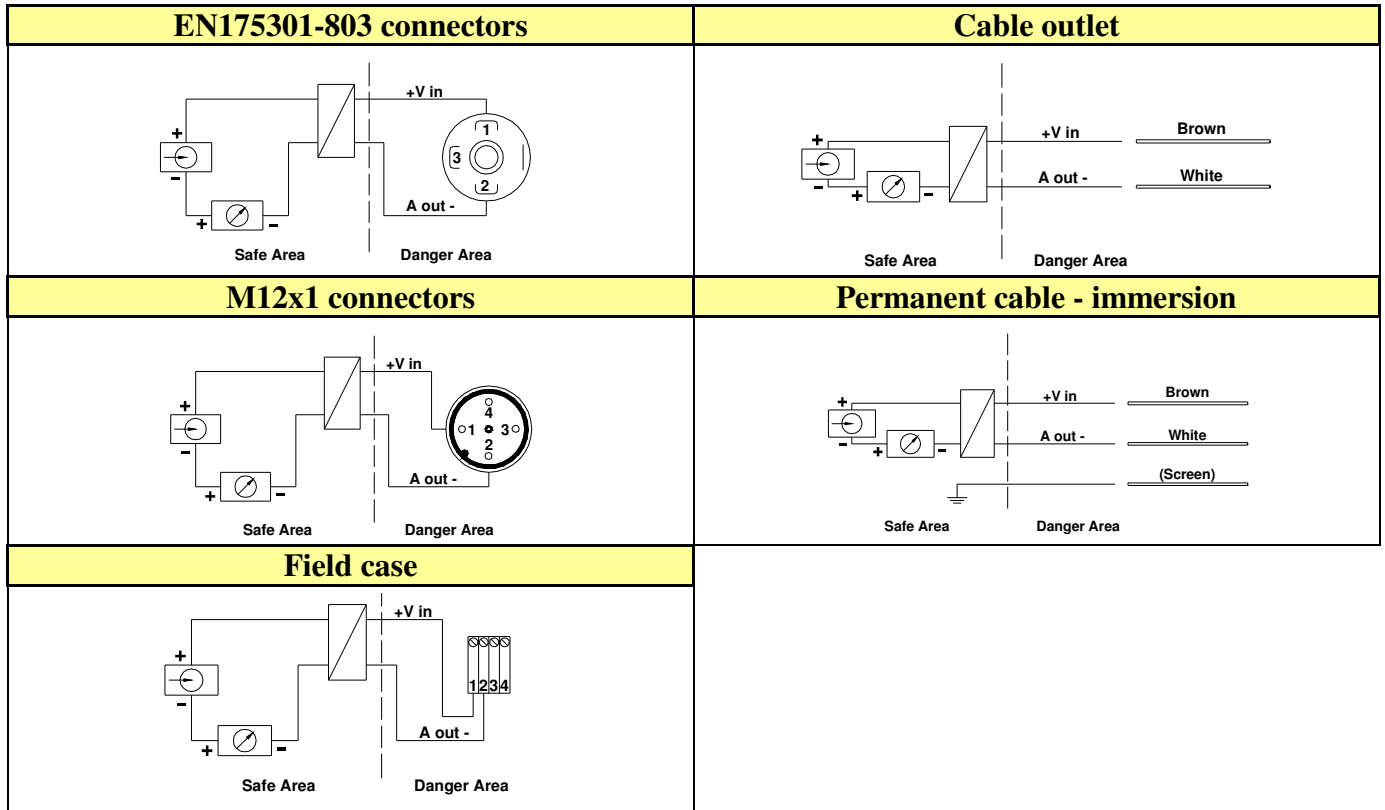 EN175301-803 connectors
+V in
1
3
2
+
-
A out -
+ -
Safe Area Danger Area
Cable outlet
+V in Brown
+
-
A out - White
+ -
Safe Area Danger Area
M12x1 connectors
+V in
4
1 3
2
+
-
A out -
+ -
Safe Area Danger Area
Permanent cable - immersion
+V in Brown
+
-
A out - White
+ -
(Screen)
Safe Area Danger Area
Field case
+V in
+
-
1234
A out -
+ -
Safe Area Danger Area